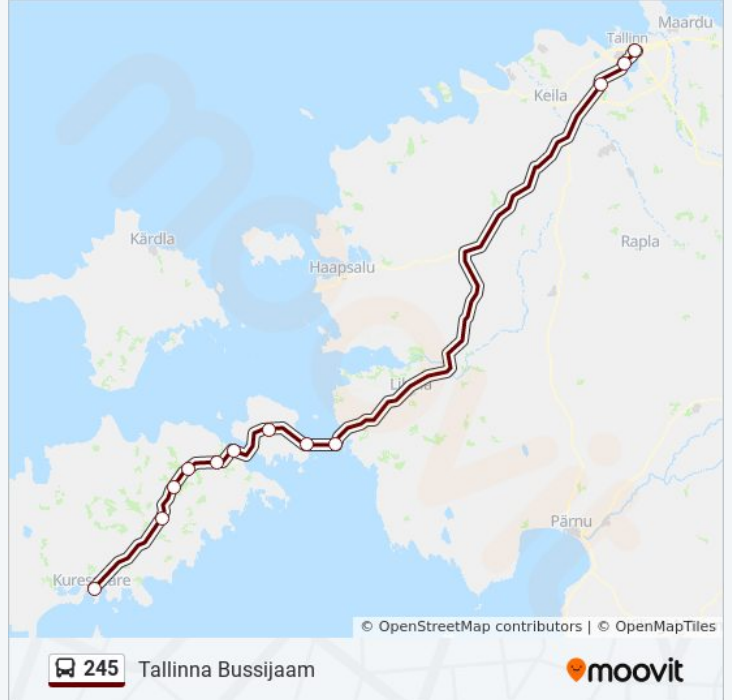 Maardu
Tallinn
Keila
Kärdla
Rapla
Haapsalu
Pärnu
© OpenStreetMap contributors | © OpenMapTiles
245 Tallinna Bussijaam
moovit